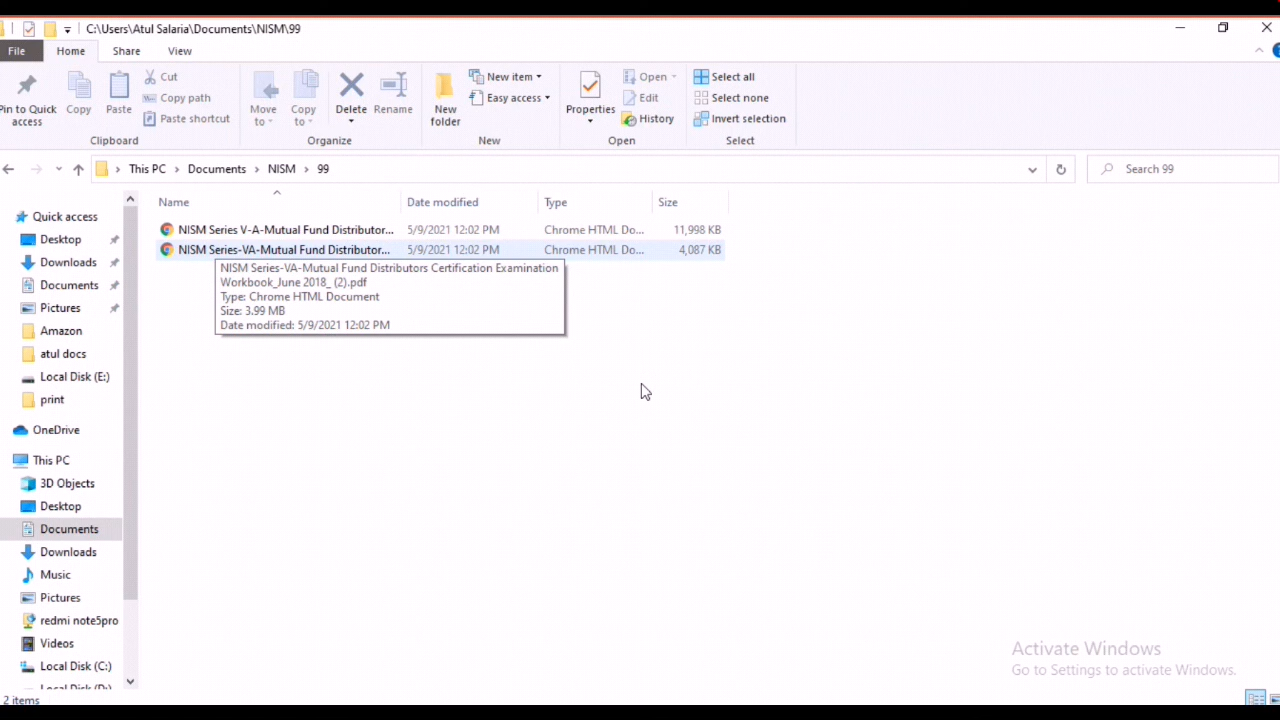 C:\Users\Atul Salaria\Documents\NISM\99
File Home Share View
Pin to Quick access
Copy
Paste
Cut
Copy path
Paste shortcut
Clipboard
Move to
Copy to
Delete
Rename
Organize
New folder
New item
Easy access
New
Properties
Open
Edit
History
Open
Select all
Select none
Invert selection
Select
This PC > Documents > NISM > 99
Search 99
Name Date modified Type Size
NISM Series V-A-Mutual Fund Distributor... 5/9/2021 12:02 PM Chrome HTML Do... 11,998 KB
NISM Series-VA-Mutual Fund Distributor... 5/9/2021 12:02 PM Chrome HTML Do... 4,087 KB
NISM Series-VA-Mutual Fund Distributors Certification Examination
Workbook_June 2018_ (2).pdf
Type: Chrome HTML Document
Size: 3.99 MB
Date modified: 5/9/2021 12:02 PM
Quick access
Desktop
Downloads
Documents
Pictures
Amazon
atul docs
Local Disk (E:)
print
OneDrive
This PC
3D Objects
Desktop
Documents
Downloads
Music
Pictures
redmi note5pro
Videos
Local Disk (C:)
Local Disk (D:)
2 items
Activate Windows
Go to Settings to activate Windows.